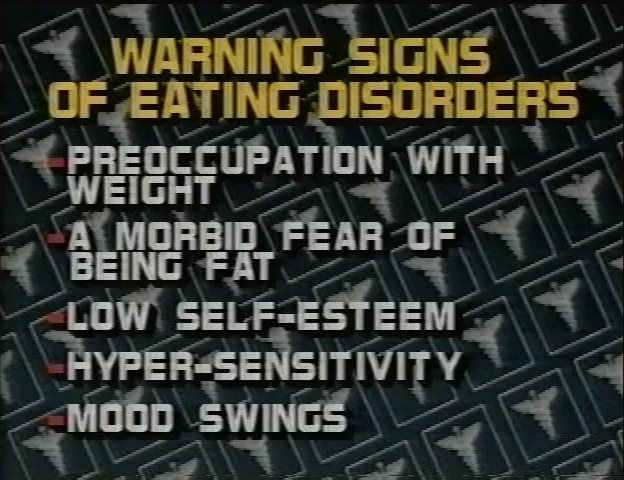 WARNING SIGNS
OF EATING DISORDERS
-PREOCCUPATION WITH
WEIGHT
-A MORBID FEAR OF
BEING FAT
-LOW SELF-ESTEEM
-HYPER-SENSITIVITY
-MOOD SWINGS